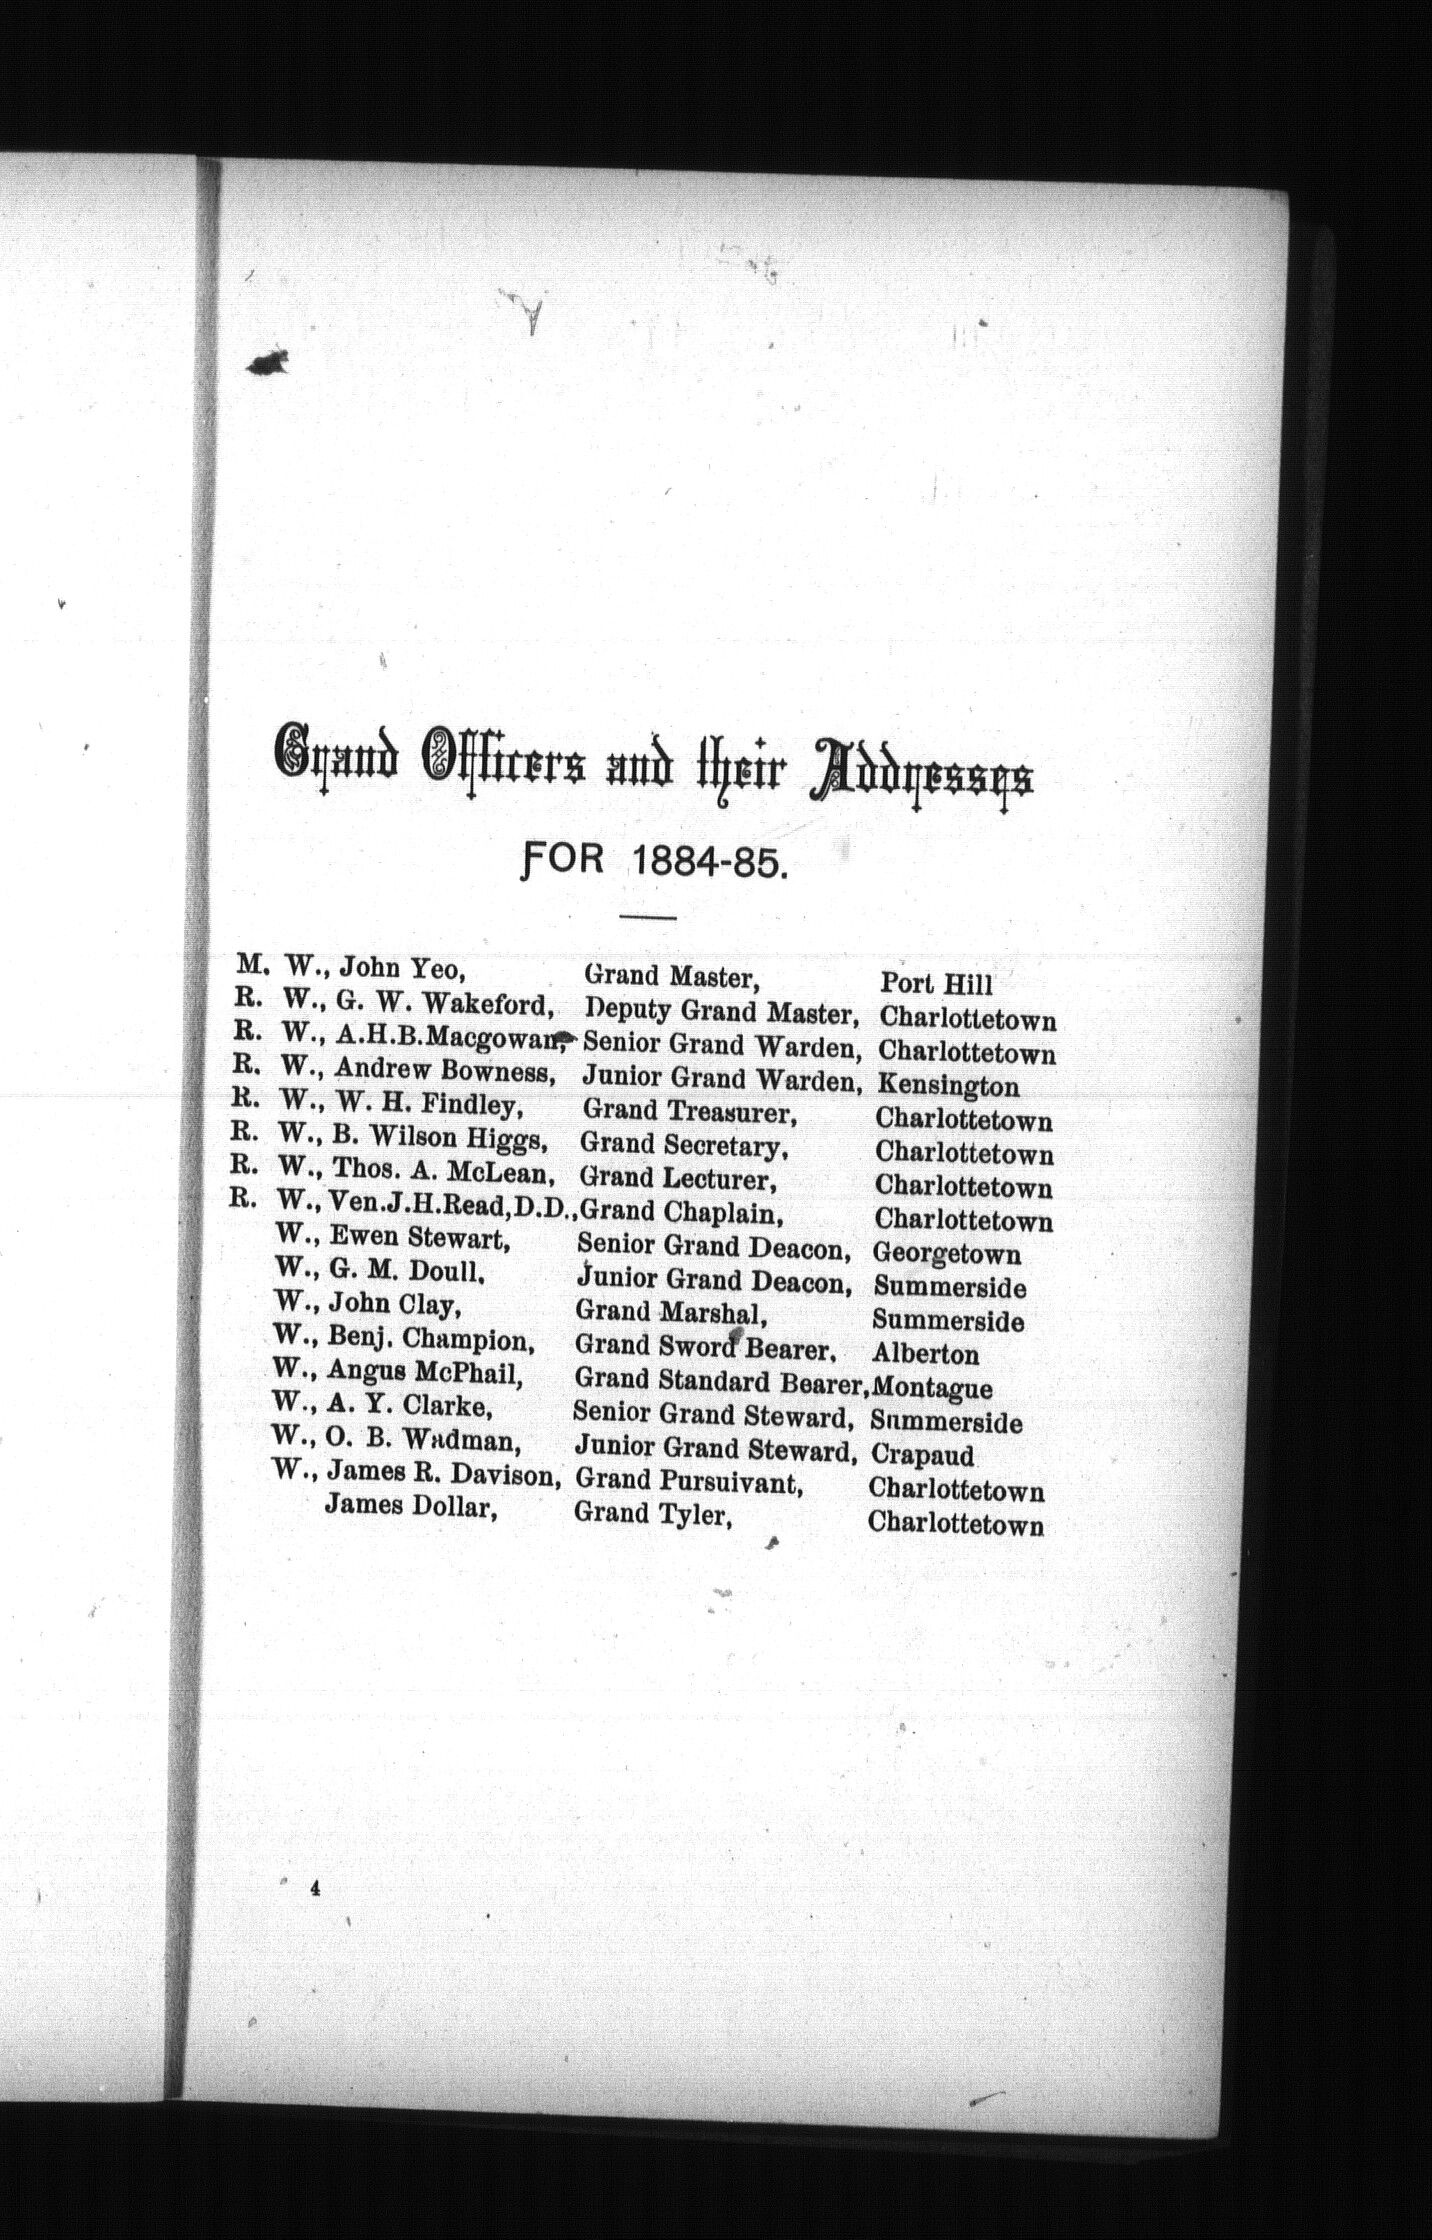 Grand Officers and their Addresses
FOR 1884-85.
M. W., John Yeo, Grand Master, Port Hill
R. W., G. W. Wakeford, Deputy Grand Master, Charlottetown
R. W., A.H.B.Macgowan, Senior Grand Warden, Charlottetown
R. W., Andrew Bowness, Junior Grand Warden, Kensington
R. W., W. H. Findley, Grand Treasurer, Charlottetown
R. W., B. Wilson Higgs, Grand Secretary, Charlottetown
R. W., Thos. A. McLean, Grand Lecturer, Charlottetown
R. W., Ven.J.H.Read,D.D.,Grand Chaplain, Charlottetown
W., Ewen Stewart, Senior Grand Deacon, Georgetown
W., G. M. Doull, Junior Grand Deacon, Summerside
W., John Clay, Grand Marshal, Summerside
W., Benj. Champion, Grand Sword Bearer, Alberton
W., Angus McPhail, Grand Standard Bearer,Montague
W., A. Y. Clarke, Senior Grand Steward, Summerside
W., O. B. Wadman, Junior Grand Steward, Crapaud
W., James R. Davison, Grand Pursuivant, Charlottetown
James Dollar, Grand Tyler, Charlottetown
4